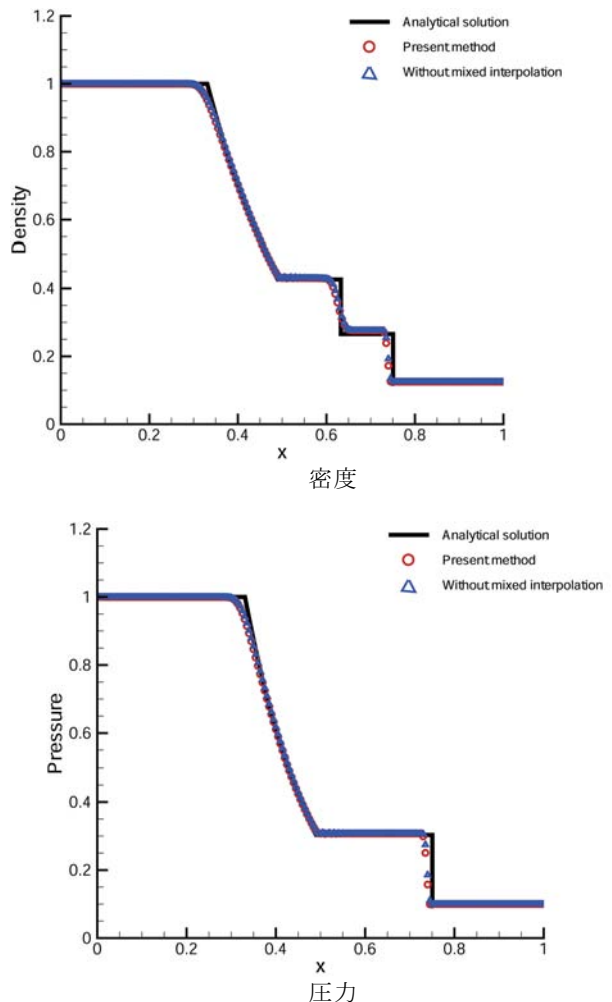 1.2
Analytical solution
Present method
Without mixed interpolation
1
0.8
Density
0.6
0.4
0.2
0
0 0.2 0.4 0.6 0.8 1
x
密度
1.2
Analytical solution
Present method
Without mixed interpolation
1
0.8
Pressure
0.6
0.4
0.2
0
0 0.2 0.4 0.6 0.8 1
x
圧力